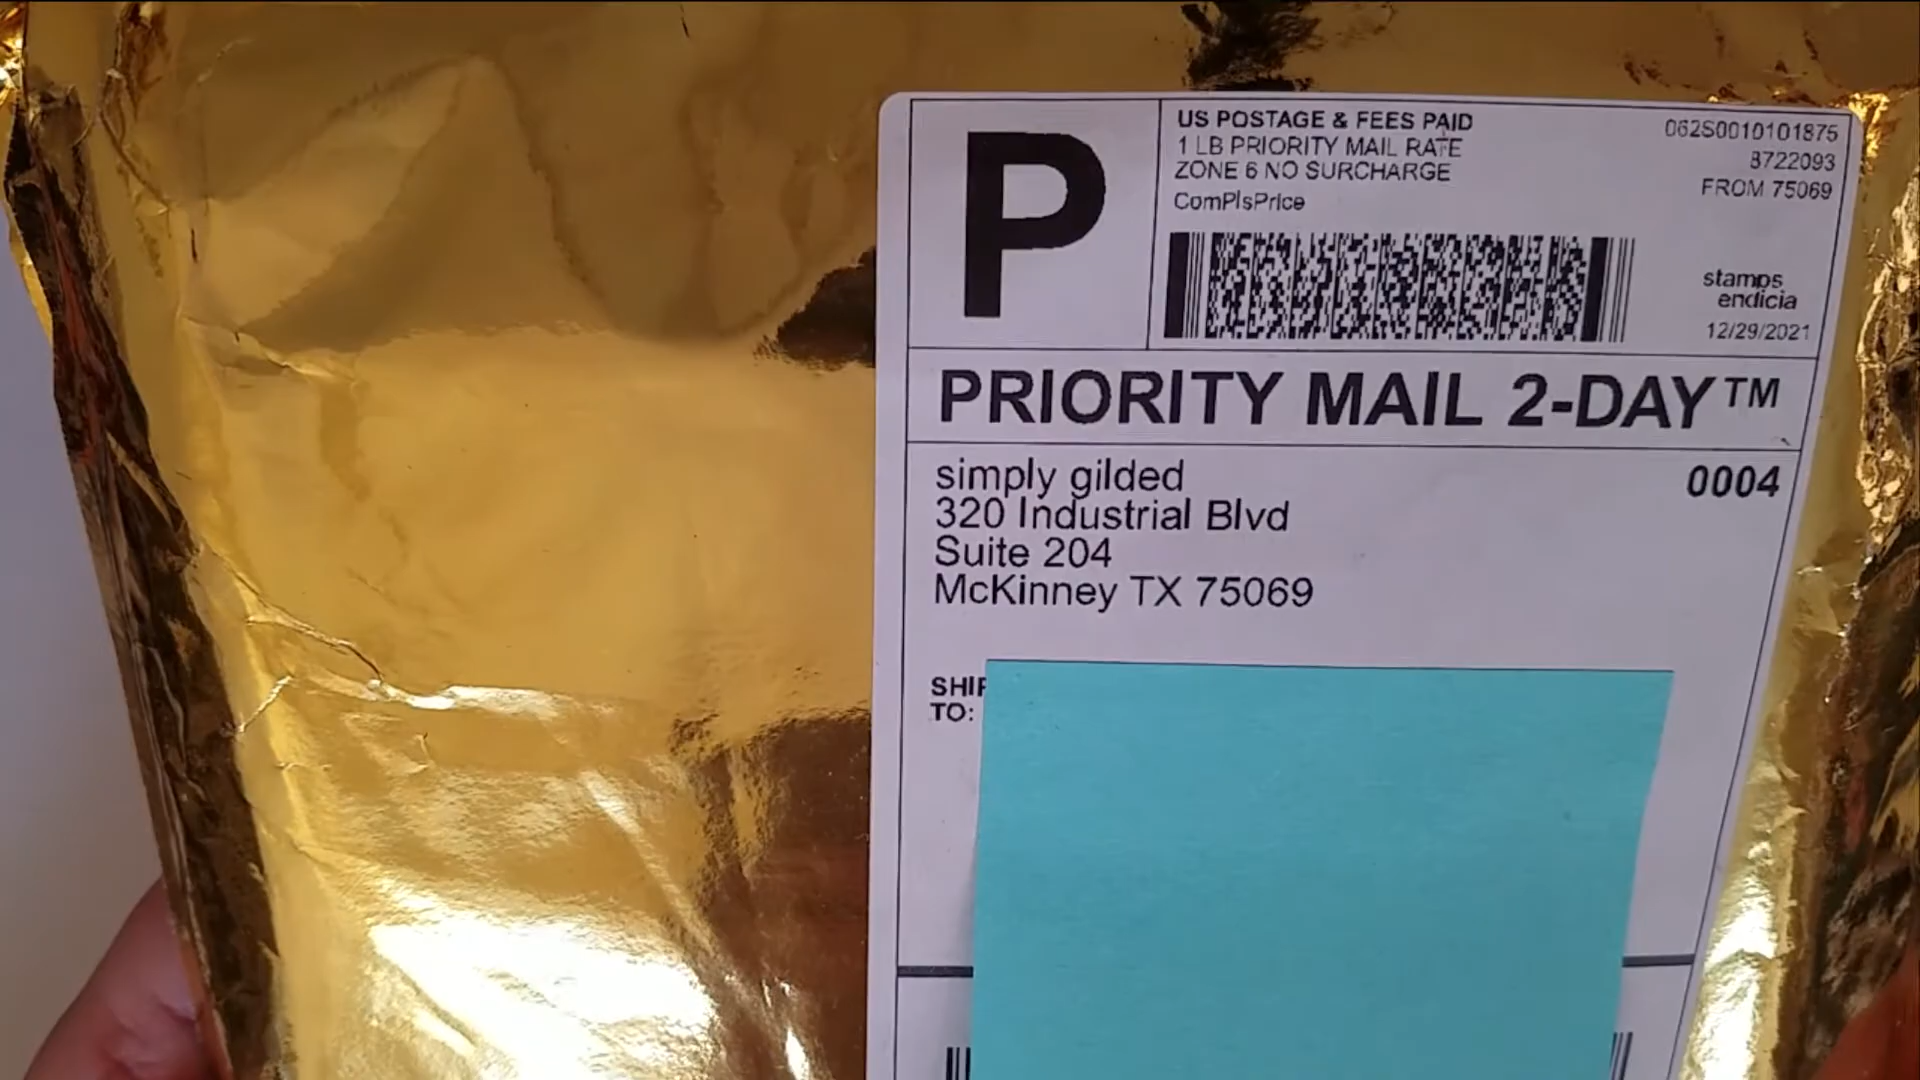 P
US POSTAGE & FEES PAID
1 LB PRIORITY MAIL RATE
ZONE 6 NO SURCHARGE
ComPlsPrice
062S0010101875
8722093
FROM 75069
stamps
endicia
12/29/2021
PRIORITY MAIL 2-DAY™
simply gilded
320 Industrial Blvd
Suite 204
McKinney TX 75069
0004
SHIP
TO: